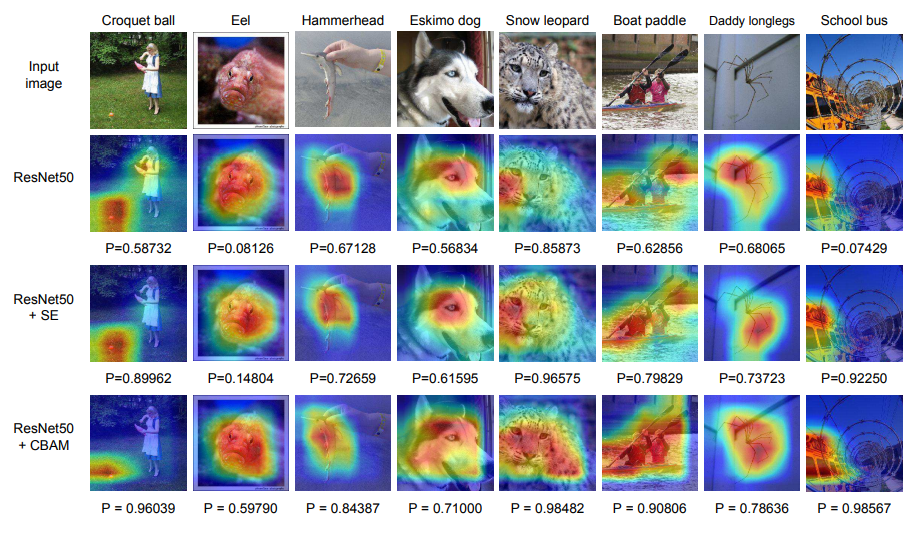 Croquet ball Eel Hammerhead Eskimo dog Snow leopard Boat paddle Daddy longlegs School bus
Input
image
ResNet50
P=0.58732 P=0.08126 P=0.67128 P=0.56834 P=0.85873 P=0.62856 P=0.68065 P=0.07429
ResNet50
+ SE
P=0.89962 P=0.14804 P=0.72659 P=0.61595 P=0.96575 P=0.79829 P=0.73723 P=0.92250
ResNet50
+ CBAM
P = 0.96039 P = 0.59790 P = 0.84387 P = 0.71000 P = 0.98482 P = 0.90806 P = 0.78636 P = 0.98567